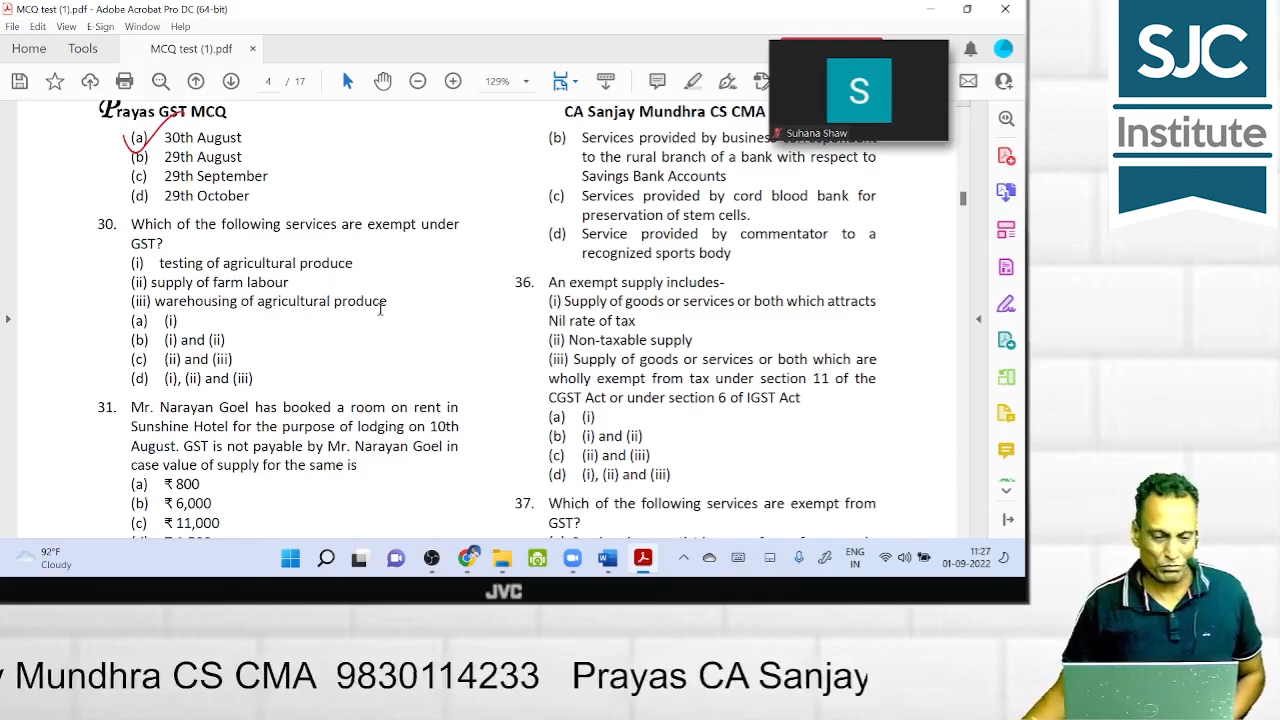 MCQ test (1).pdf - Adobe Acrobat Pro DC (64-bit)
File Edit View E-Sign Window Help
Home Tools MCQ test (1).pdf ×
4 / 17 129%
S
Suhana Shaw
Prayas GST MCQ
(a) 30th August
(b) 29th August
(c) 29th September
(d) 29th October
30. Which of the following services are exempt under
GST?
(i) testing of agricultural produce
(ii) supply of farm labour
(iii) warehousing of agricultural produce
(a) (i)
(b) (i) and (ii)
(c) (ii) and (iii)
(d) (i), (ii) and (iii)
31. Mr. Narayan Goel has booked a room on rent in
Sunshine Hotel for the purpose of lodging on 10th
August. GST is not payable by Mr. Narayan Goel in
case value of supply for the same is
(a) ₹ 800
(b) ₹ 6,000
(c) ₹ 11,000
CA Sanjay Mundhra CS CMA
(b) Services provided by business correspondent
to the rural branch of a bank with respect to
Savings Bank Accounts
(c) Services provided by cord blood bank for
preservation of stem cells.
(d) Service provided by commentator to a
recognized sports body
36. An exempt supply includes-
(i) Supply of goods or services or both which attracts
Nil rate of tax
(ii) Non-taxable supply
(iii) Supply of goods or services or both which are
wholly exempt from tax under section 11 of the
CGST Act or under section 6 of IGST Act
(a) (i)
(b) (i) and (ii)
(c) (ii) and (iii)
(d) (i), (ii) and (iii)
37. Which of the following services are exempt from
GST?
92°F
Cloudy
ENG
IN
11:27
01-09-2022
JVC
SJC
Institute
Mundhra CS CMA 9830114233 Prayas CA Sanjay